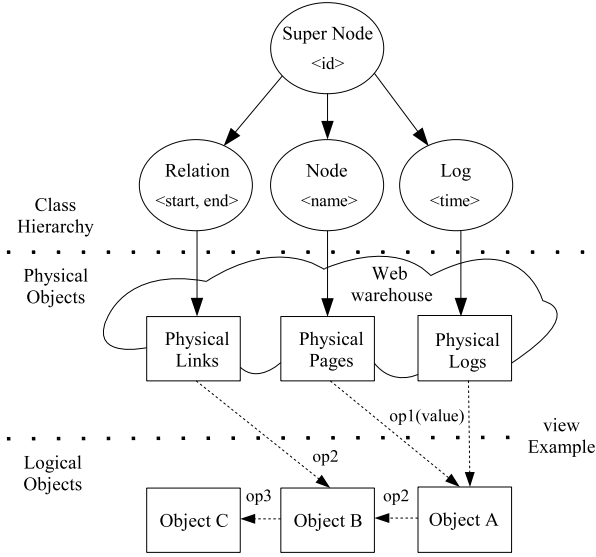 Super Node
<id>
Relation
<start, end>
Node
<name>
Log
<time>
Class
Hierarchy
Physical
Objects
Web
warehouse
Physical
Links
Physical
Pages
Physical
Logs
op1(value)
view
Example
op2
Logical
Objects
op3
op2
Object C
Object B
Object A